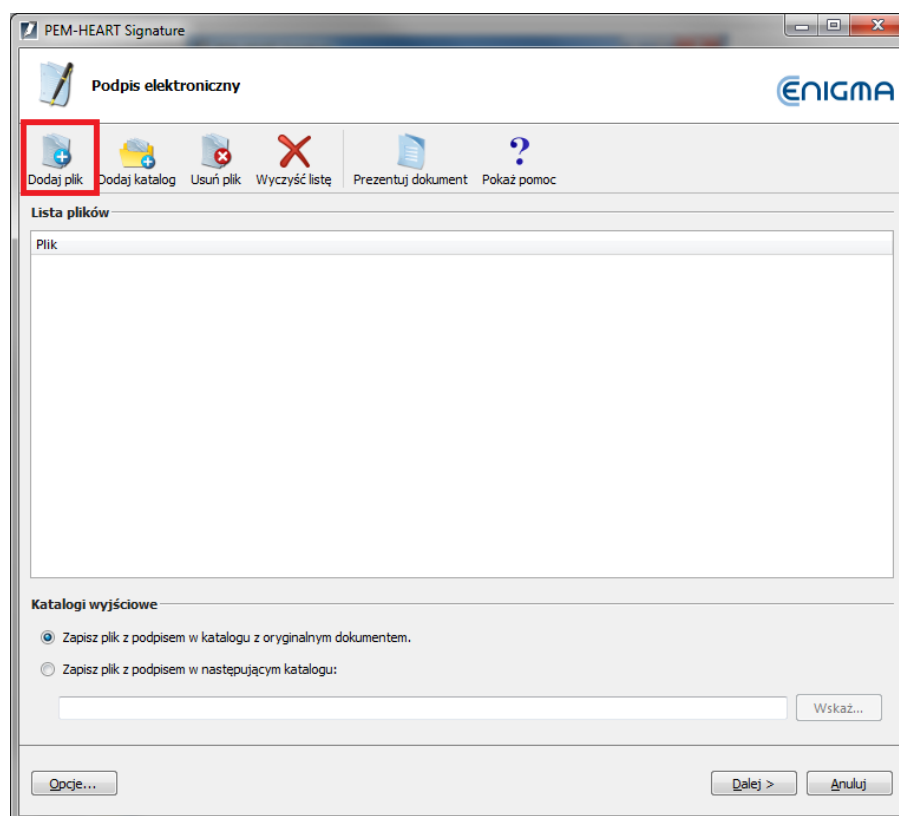 PEM-HEART Signature
Podpis elektroniczny
ENIGMA
Dodaj plik Dodaj katalog Usuń plik Wyczyść listę Prezentuj dokument Pokaż pomoc
Lista plików
Plik
Katalogi wyjściowe
Zapisz plik z podpisem w katalogu z oryginalnym dokumentem.
Zapisz plik z podpisem w następującym katalogu:
Wskaż...
Opcje... Dalej > Anuluj